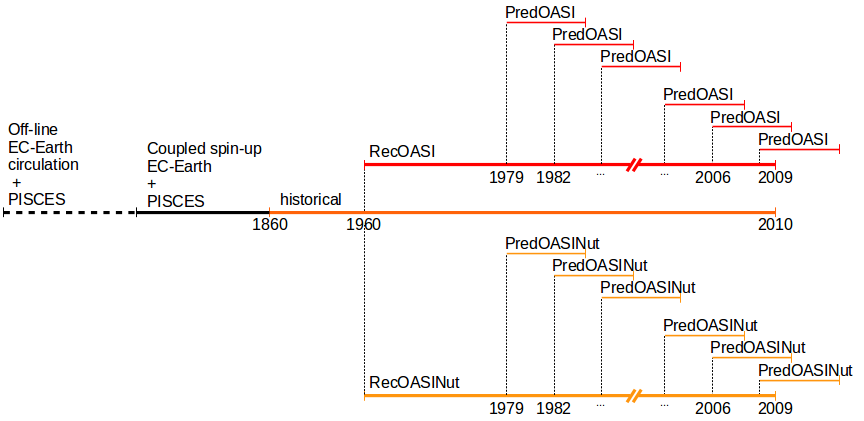 PredOASI
PredOASI
PredOASI
PredOASI
PredOASI
PredOASI
Off-line
EC-Earth
circulation
+
PISCES
Coupled spin-up
EC-Earth
+
PISCES
RecOASI
1979 1982 ... ... 2006 2009
historical
1860 1960 2010
PredOASINut
PredOASINut
PredOASINut
PredOASINut
PredOASINut
PredOASINut
RecOASINut
1979 1982 ... ... 2006 2009